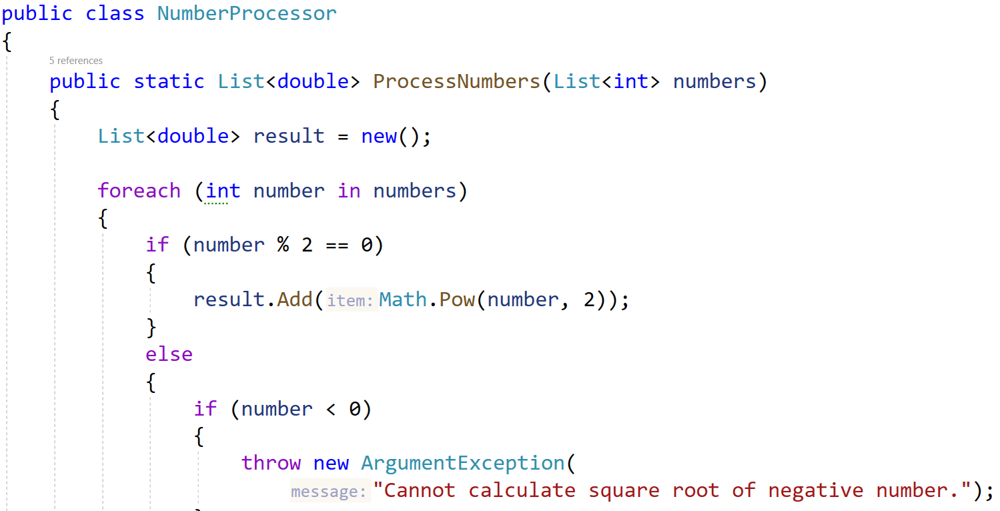 public class NumberProcessor
{
5 references
public static List<double> ProcessNumbers(List<int> numbers)
{
List<double> result = new();
foreach (int number in numbers)
{
if (number % 2 == 0)
{
result.Add(item:Math.Pow(number, 2));
}
else
{
if (number < 0)
{
throw new ArgumentException(
message:"Cannot calculate square root of negative number.");
}